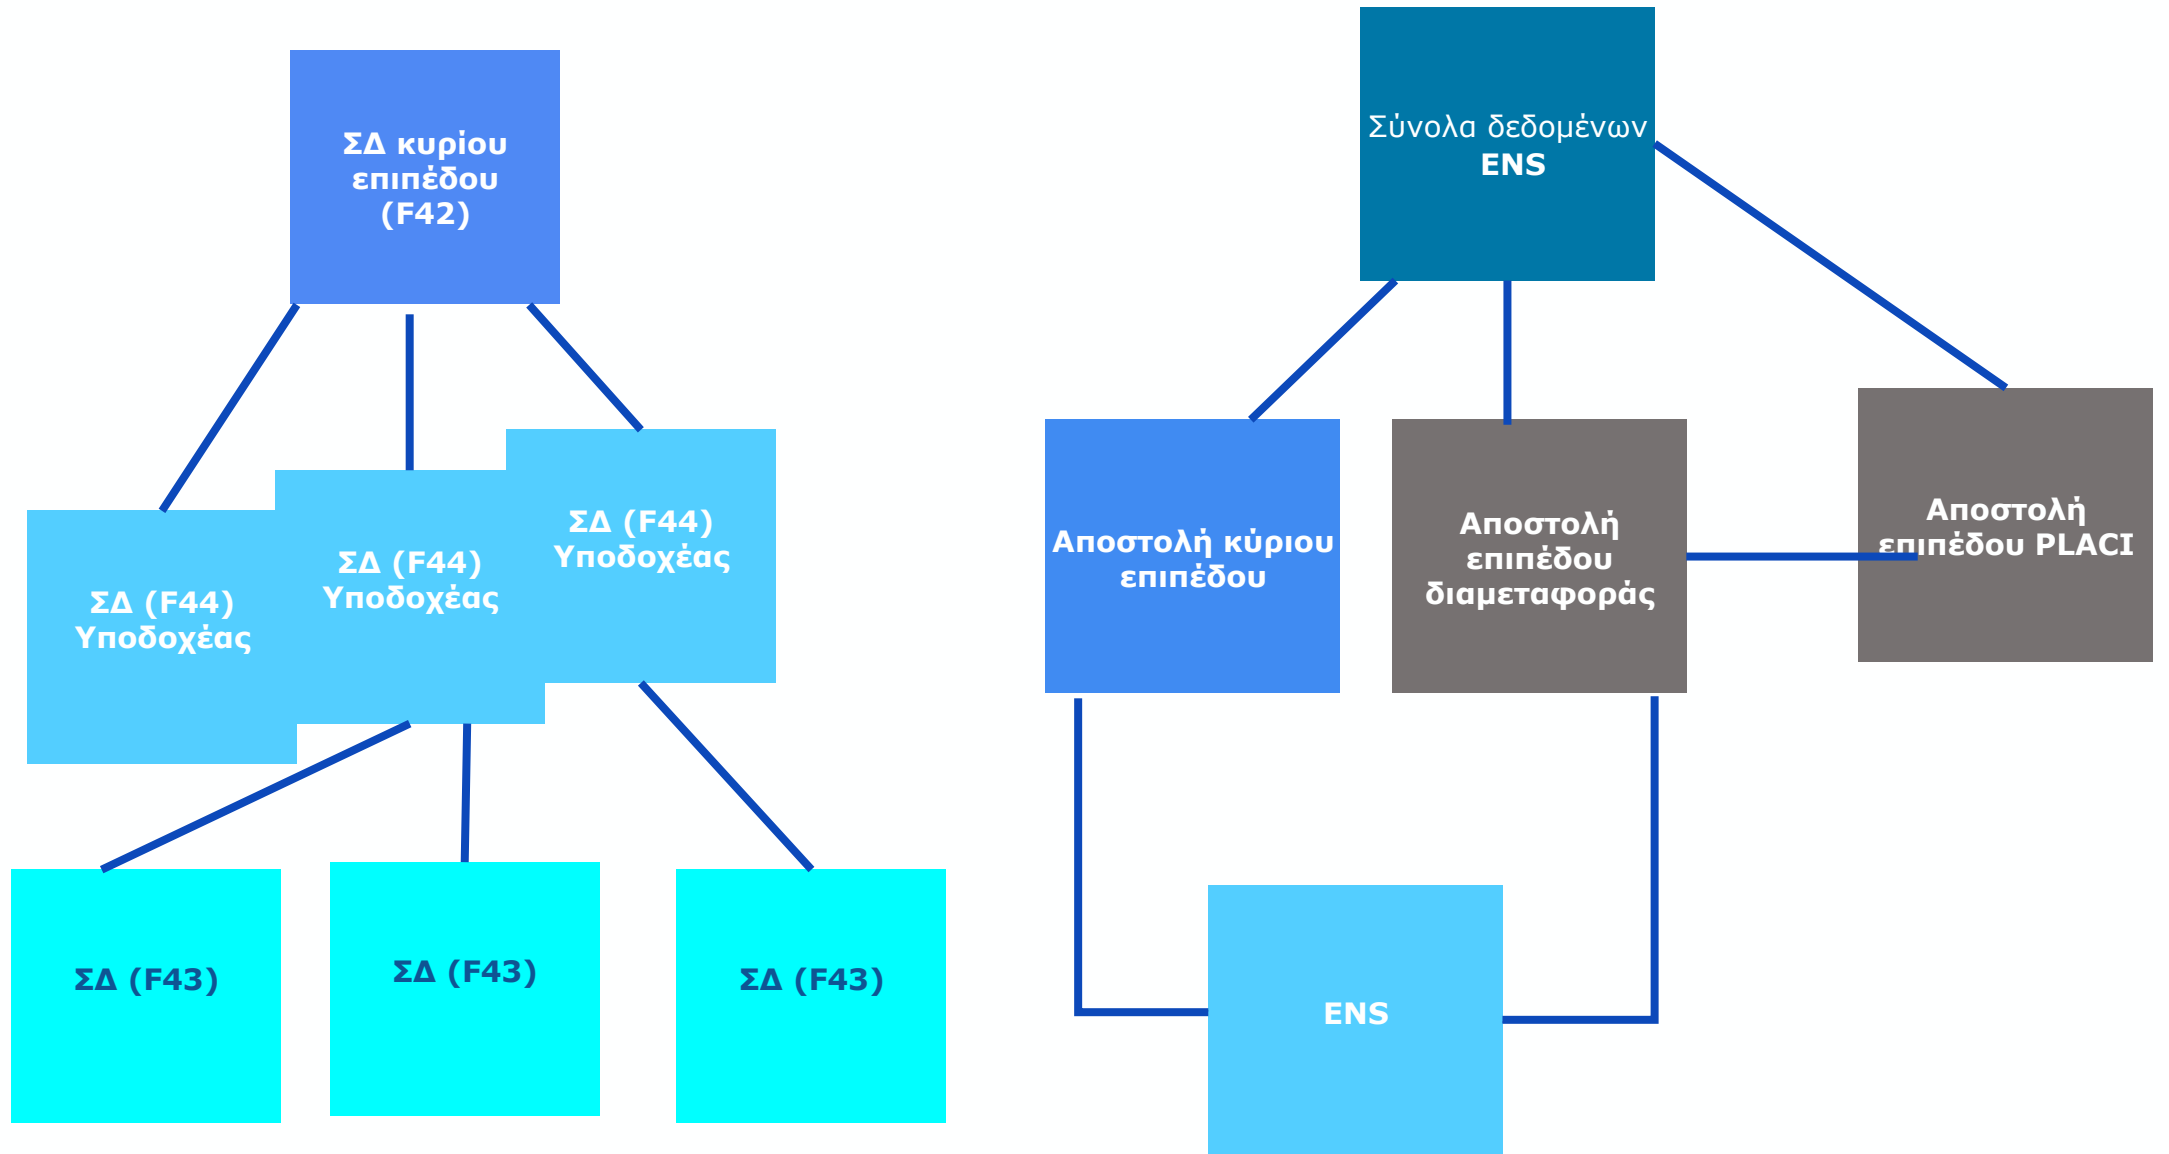 ΣΔ κυρίου
επιπέδου
(F42)
ΣΔ (F44)
Υποδοχέας
ΣΔ (F44)
Υποδοχέας
ΣΔ (F44)
Υποδοχέας
ΣΔ (F43)
ΣΔ (F43)
ΣΔ (F43)
Σύνολα δεδομένων
ENS
Αποστολή κύριου
επιπέδου
Αποστολή
επιπέδου
διαμεταφοράς
Αποστολή
επιπέδου PLACI
ENS